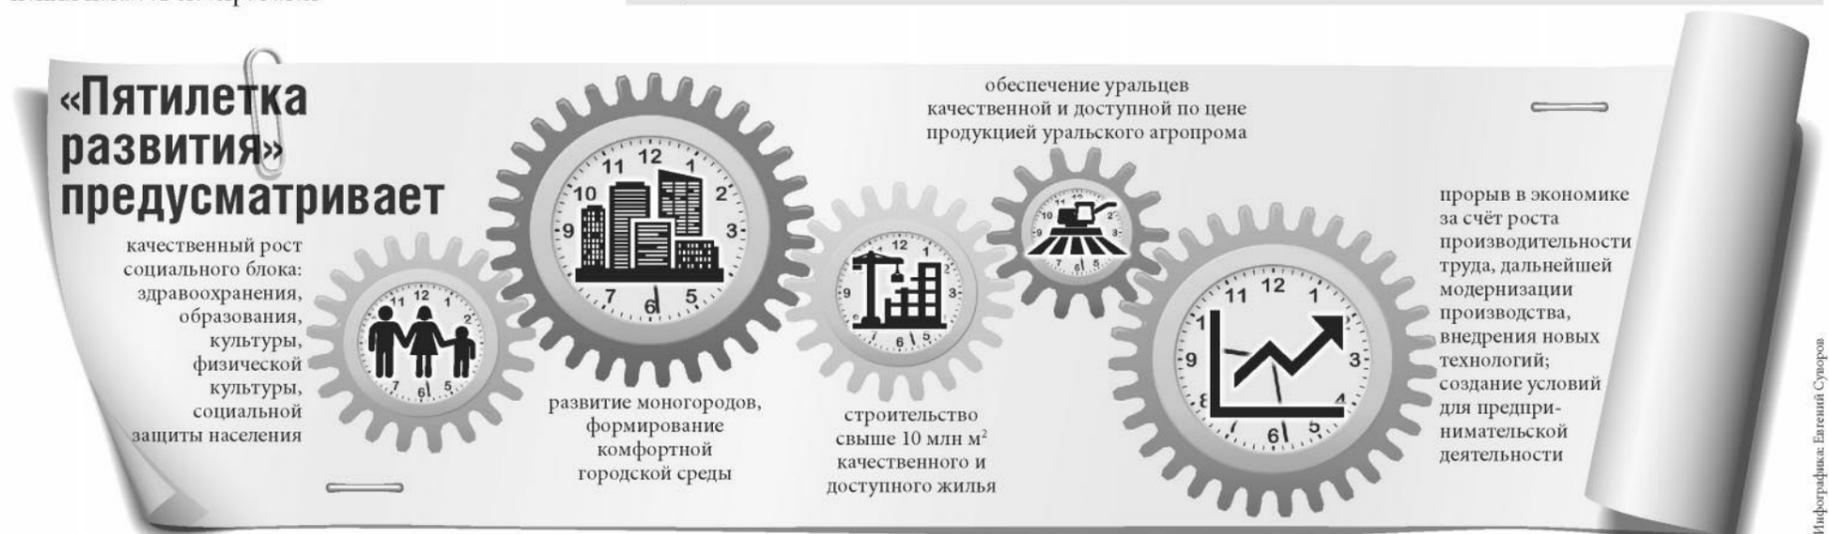 «Пятилетка
развития»
предусматривает
качественный рост
социального блока:
здравоохранения,
образования,
культуры,
физической
культуры,
социальной
защиты населения
развитие моногородов,
формирование
комфортной
городской среды
строительство
свыше 10 млн м²
качественного и
доступного жилья
обеспечение уральцев
качественной и доступной по цене
продукцией уральского агропрома
прорыв в экономике
за счёт роста
производительности
труда, дальнейшей
модернизации
производства,
внедрения новых
технологий;
создание условий
для предпри-
нимательской
деятельности
Инфографика: Евгений Суворов